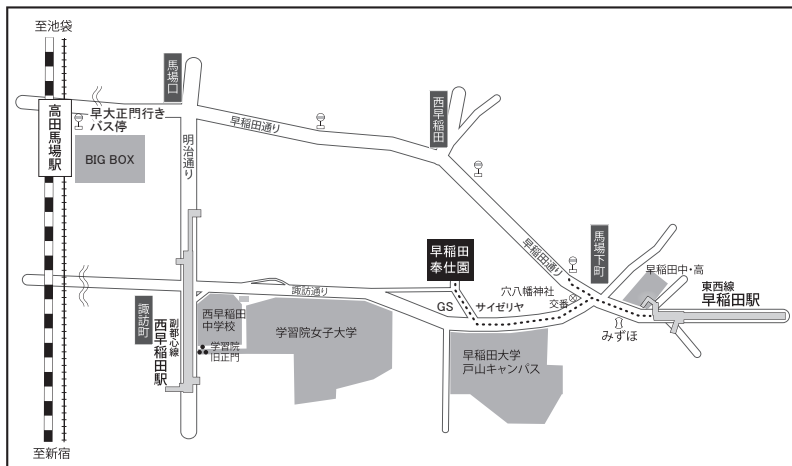 至池袋
高田馬場駅
早大正門行き
バス停
BIG BOX
馬場口
明治通り
早稲田通り
西早稲田
早稲田通り
馬場下町
早稲田中・高
東西線
早稲田駅
早稲田
奉仕園
穴八幡神社
交番
サイゼリヤ
GS
みずほ
諏訪通り
諏訪町
副都心線
西早稲田駅
西早稲田
中学校
学習院
旧正門
学習院女子大学
早稲田大学
戸山キャンパス
至新宿